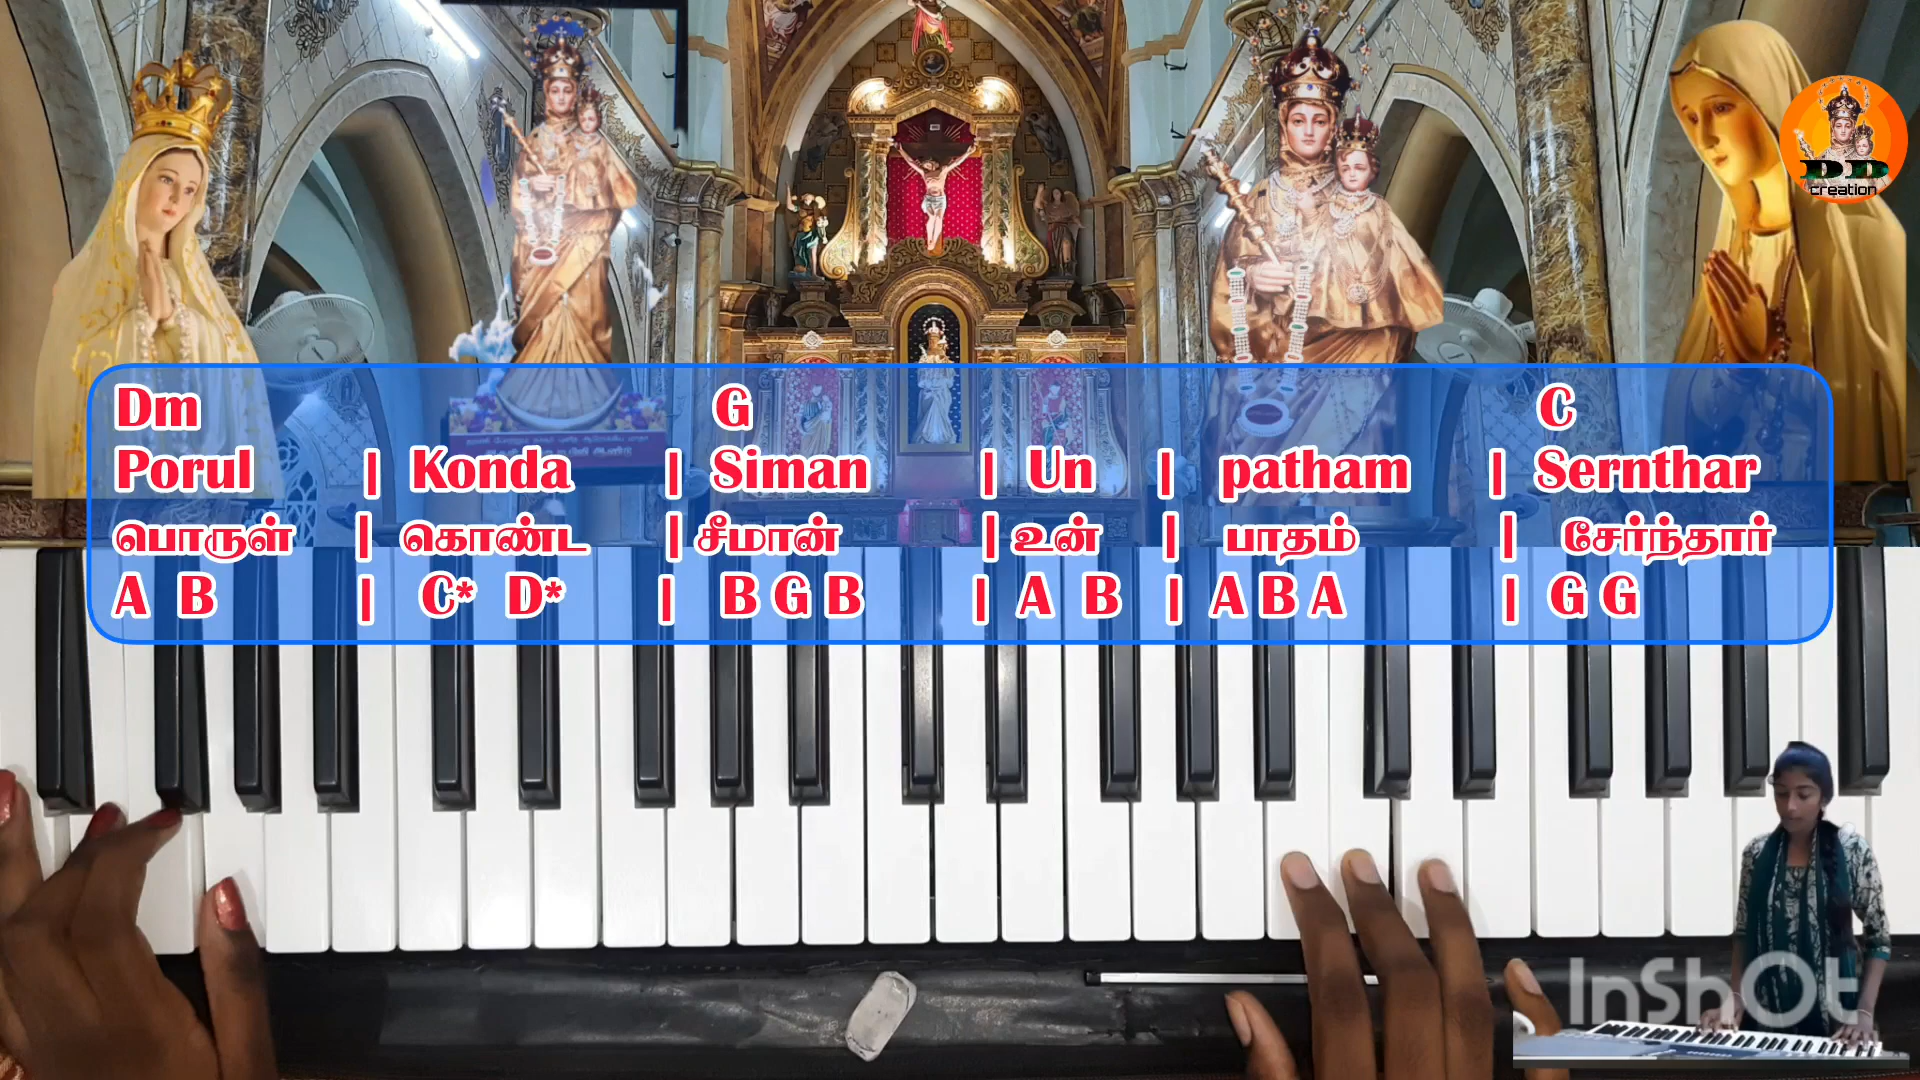 DD
creation
Dm G C
Porul | Konda | Siman | Un | patham | Sernthar
பொருள் | கொண்ட | சீமான் | உன் | பாதம் | சேர்ந்தார்
A B | C* D* | B G B | A B | A B A | G G
InShOt